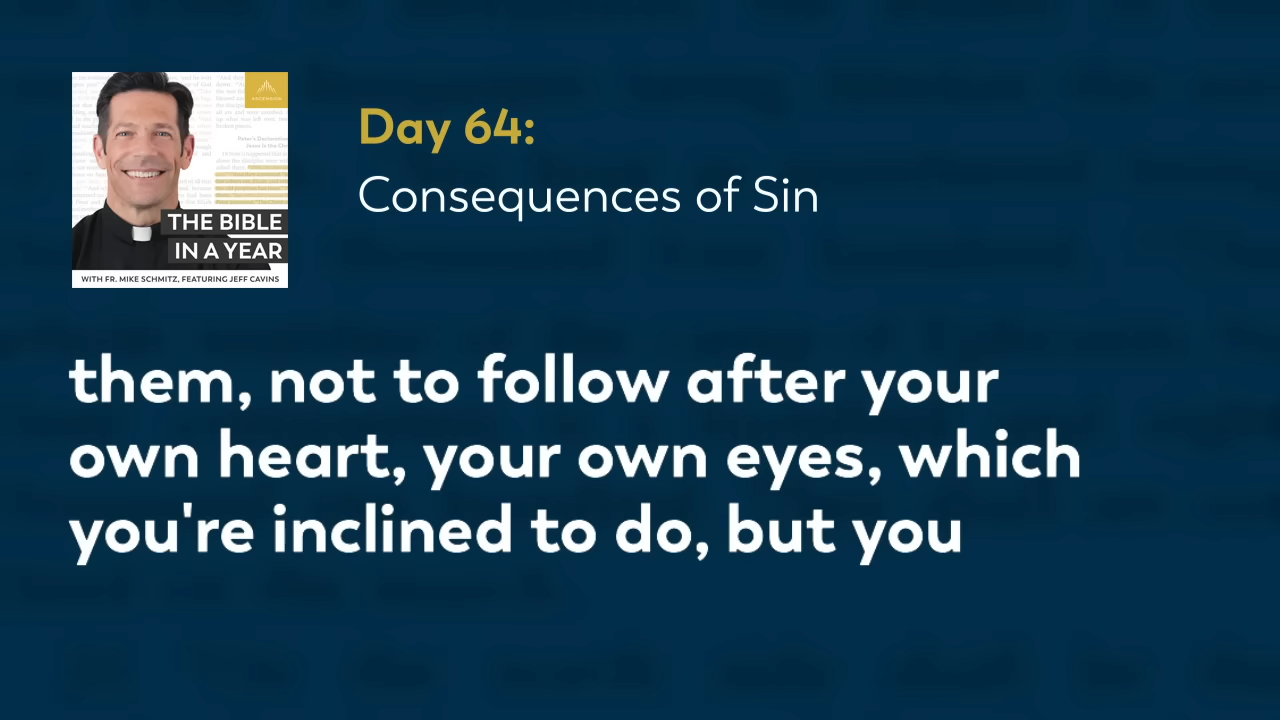 THE BIBLE
IN A YEAR
WITH FR. MIKE SCHMITZ, FEATURING JEFF CAVINS
Day 64:
Consequences of Sin
them, not to follow after your
own heart, your own eyes, which
you're inclined to do, but you